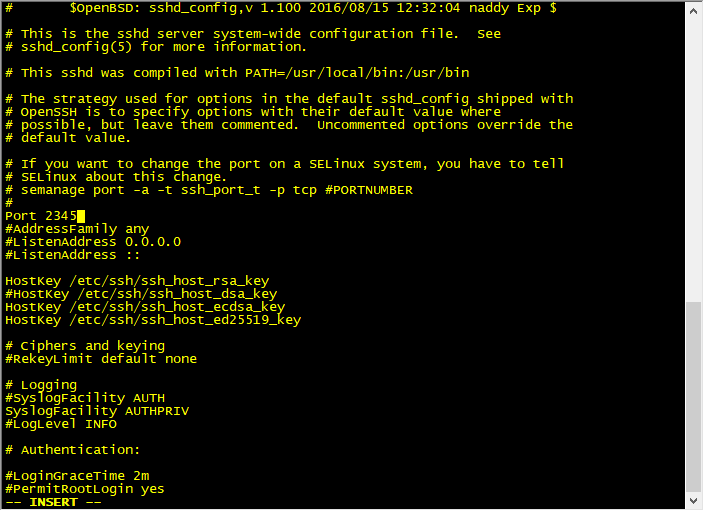 #       $OpenBSD: sshd_config,v 1.100 2016/08/15 12:32:04 naddy Exp $

# This is the sshd server system-wide configuration file.  See
# sshd_config(5) for more information.

# This sshd was compiled with PATH=/usr/local/bin:/usr/bin

# The strategy used for options in the default sshd_config shipped with
# OpenSSH is to specify options with their default value where
# possible, but leave them commented.  Uncommented options override the
# default value.

# If you want to change the port on a SELinux system, you have to tell
# SELinux about this change.
# semanage port -a -t ssh_port_t -p tcp #PORTNUMBER
#
Port 2345
#AddressFamily any
#ListenAddress 0.0.0.0
#ListenAddress ::

HostKey /etc/ssh/ssh_host_rsa_key
#HostKey /etc/ssh/ssh_host_dsa_key
HostKey /etc/ssh/ssh_host_ecdsa_key
HostKey /etc/ssh/ssh_host_ed25519_key

# Ciphers and keying
#RekeyLimit default none

# Logging
#SyslogFacility AUTH
SyslogFacility AUTHPRIV
#LogLevel INFO

# Authentication:

#LoginGraceTime 2m
#PermitRootLogin yes
-- INSERT --